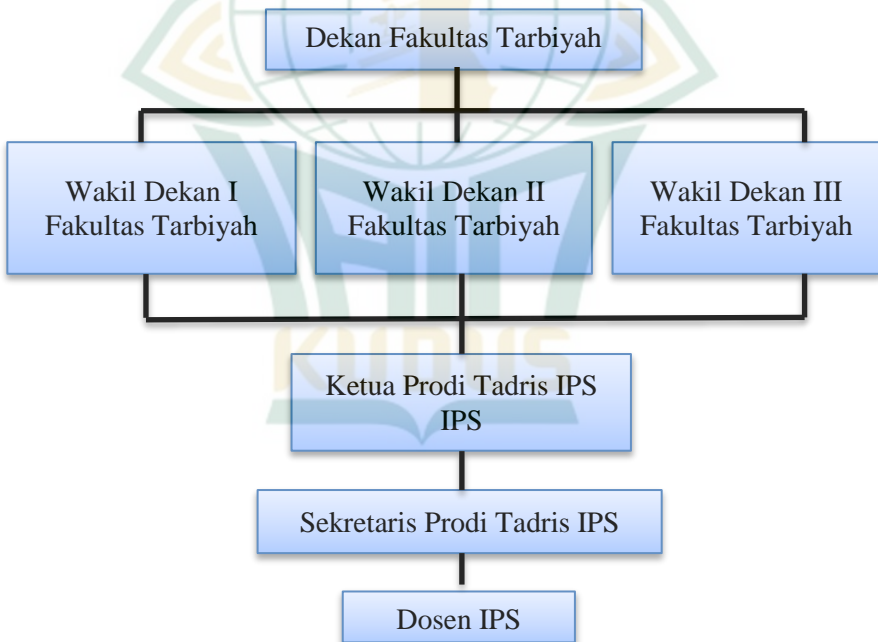 Dekan Fakultas Tarbiyah
Wakil Dekan I
Fakultas Tarbiyah
Wakil Dekan II
Fakultas Tarbiyah
Wakil Dekan III
Fakultas Tarbiyah
KUDUS
Ketua Prodi Tadris IPS
IPS
Sekretaris Prodi Tadris IPS
Dosen IPS